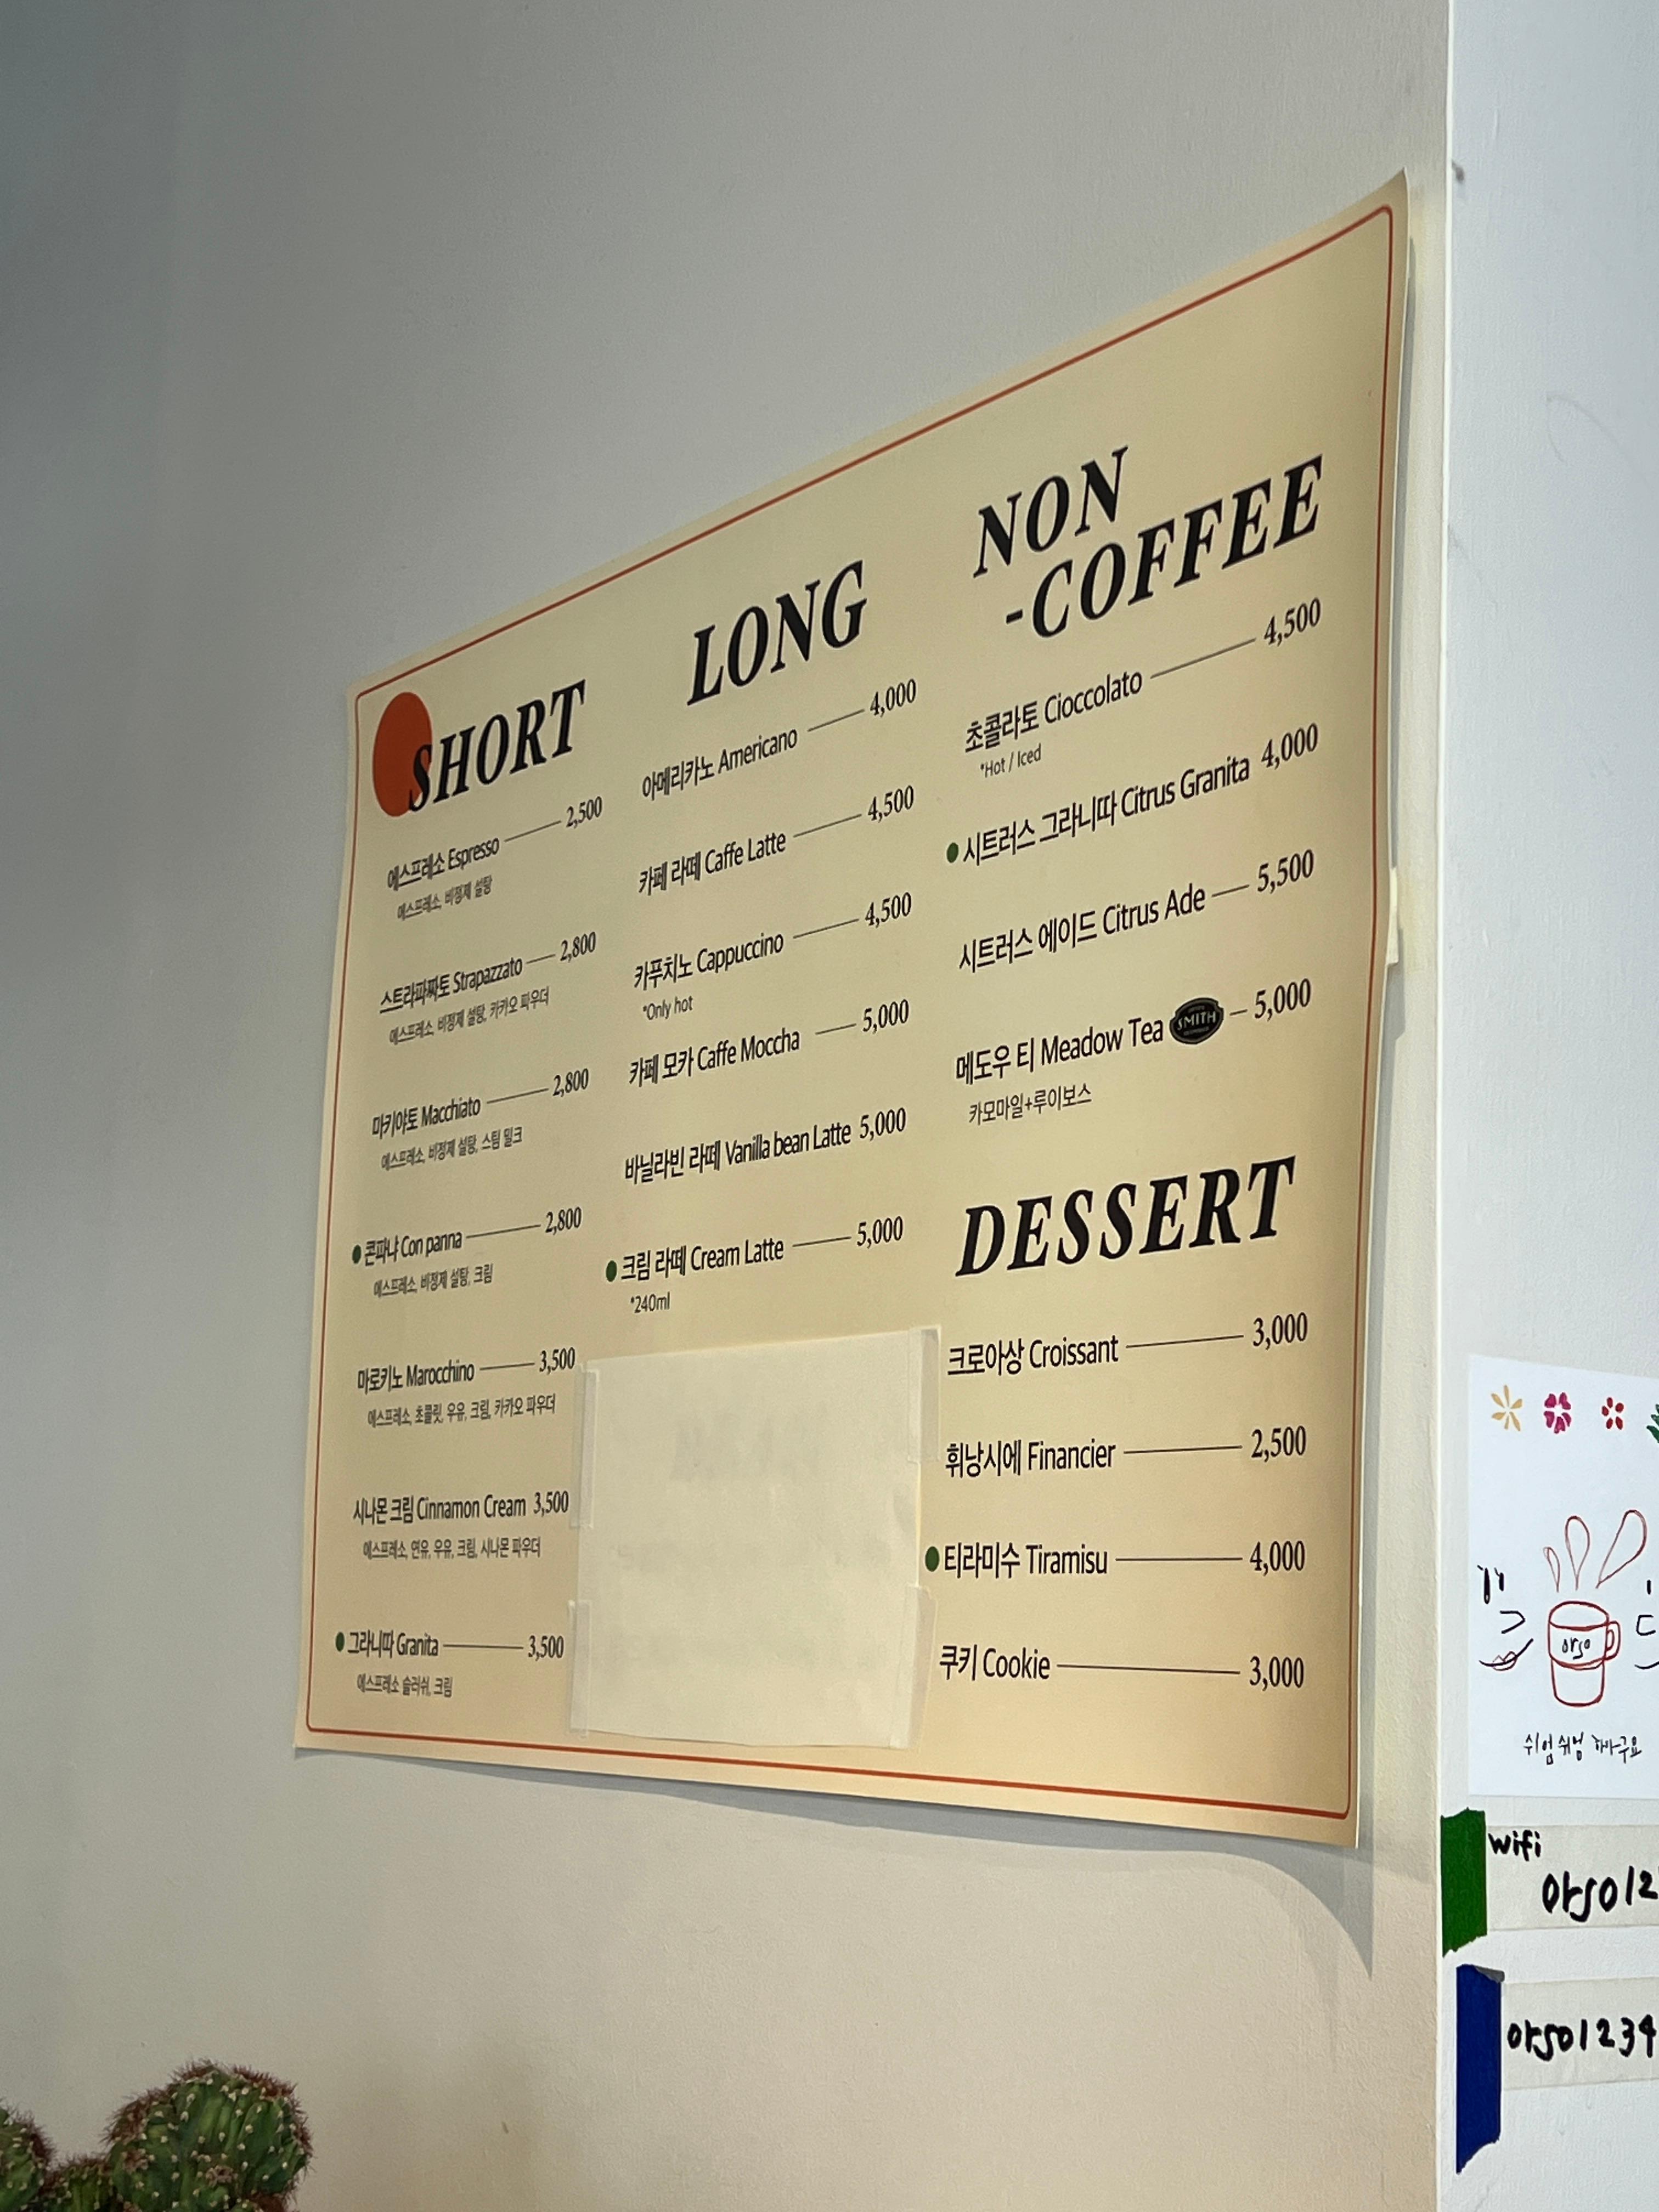 SHORT
에스프레소 Espresso 2,500
에스프레소, 비정제 설탕
스트라파짜토 Strapazzato 2,800
에스프레소, 비정제 설탕, 카카오 파우더
마키아토 Macchiato 2,800
에스프레소, 비정제 설탕, 스팀 밀크
콘파냐 Con panna 2,800
에스프레소, 비정제 설탕, 크림
마로키노 Marocchino 3,500
에스프레소, 초콜릿, 우유, 크림, 카카오 파우더
시나몬 크림 Cinnamon Cream 3,500
에스프레소, 연유, 우유, 크림, 시나몬 파우더
그라니따 Granita 3,500
에스프레소 슬러쉬, 크림
LONG
아메리카노 Americano 4,000
카페 라떼 Caffe Latte 4,500
카푸치노 Cappuccino 4,500
*Only hot
카페 모카 Caffe Moccha 5,000
바닐라빈 라떼 Vanilla bean Latte 5,000
크림 라떼 Cream Latte 5,000
*240ml
NON
-COFFEE
초콜라토 Cioccolato 4,500
*Hot / Iced
시트러스 그라니따 Citrus Granita 4,000
시트러스 에이드 Citrus Ade 5,500
메도우 티 Meadow Tea SMITH 5,000
카모마일+루이보스
DESSERT
크로아상 Croissant 3,000
휘낭시에 Financier 2,500
티라미수 Tiramisu 4,000
쿠키 Cookie 3,000
orso
wifi
orso12
orso1234